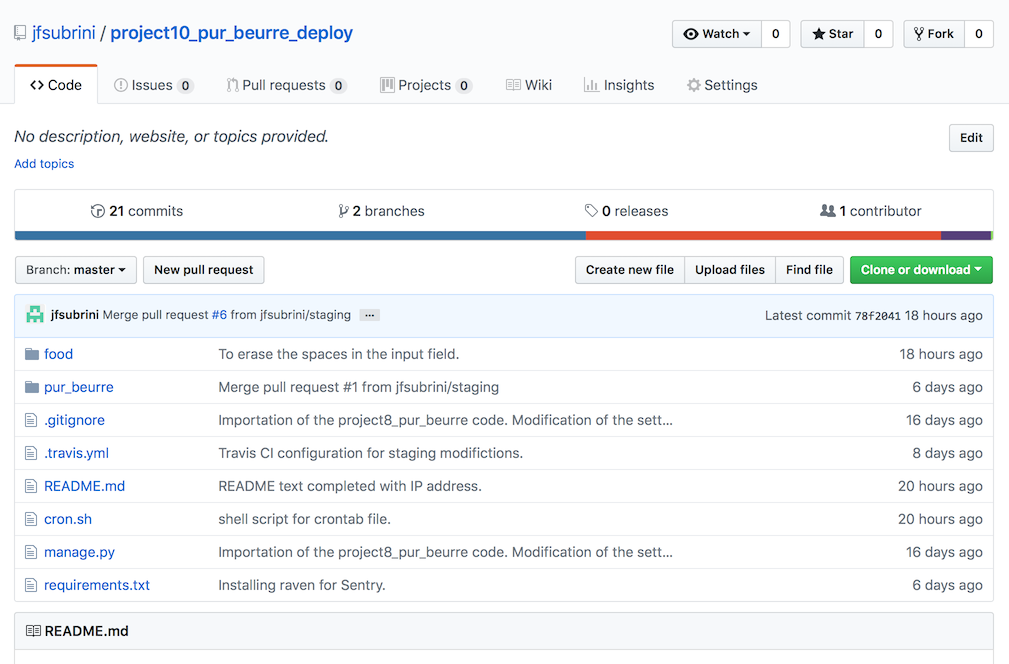 jfsubrini / project10_pur_beurre_deploy Watch 0 Star 0 Fork 0
Code Issues 0 Pull requests 0 Projects 0 Wiki Insights Settings
No description, website, or topics provided. Edit
Add topics
21 commits 2 branches 0 releases 1 contributor
Branch: master New pull request Create new file Upload files Find file Clone or download
jfsubrini Merge pull request #6 from jfsubrini/staging ... Latest commit 78f2041 18 hours ago
food To erase the spaces in the input field. 18 hours ago
pur_beurre Merge pull request #1 from jfsubrini/staging 6 days ago
.gitignore Importation of the project8_pur_beurre code. Modification of the sett... 16 days ago
.travis.yml Travis CI configuration for staging modifictions. 8 days ago
README.md README text completed with IP address. 20 hours ago
cron.sh shell script for crontab file. 20 hours ago
manage.py Importation of the project8_pur_beurre code. Modification of the sett... 16 days ago
requirements.txt Installing raven for Sentry. 6 days ago
README.md